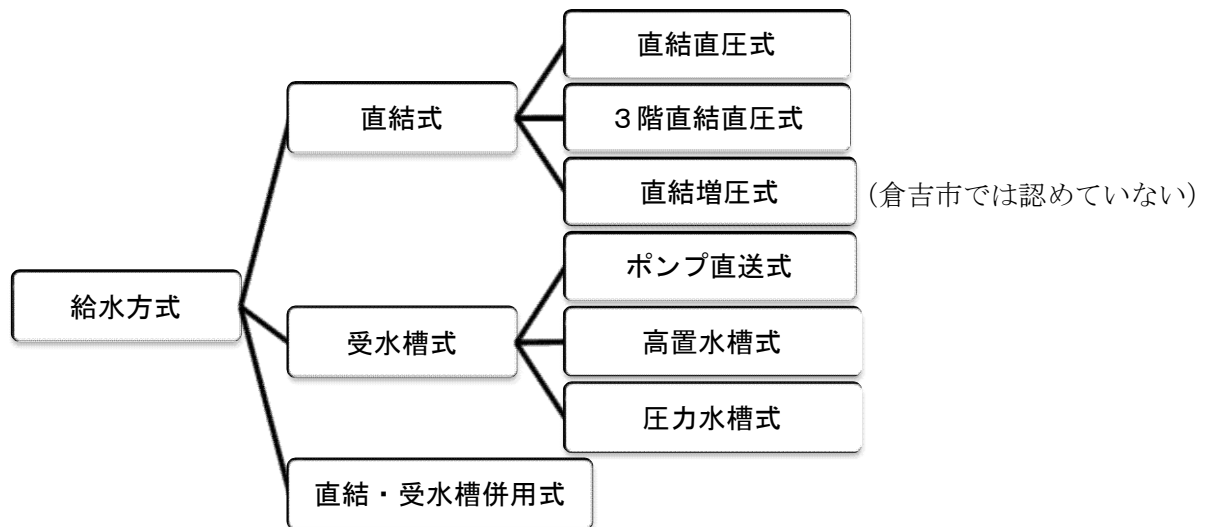 直結直圧式
直結式
３階直結直圧式
直結増圧式
（倉吉市では認めていない）
ポンプ直送式
給水方式
受水槽式
高置水槽式
圧力水槽式
直結・受水槽併用式